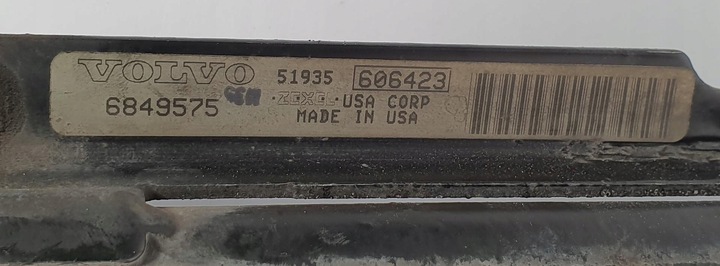 VOLVO 51935 606423
6849575 ZEXEL USA CORP
MADE IN USA